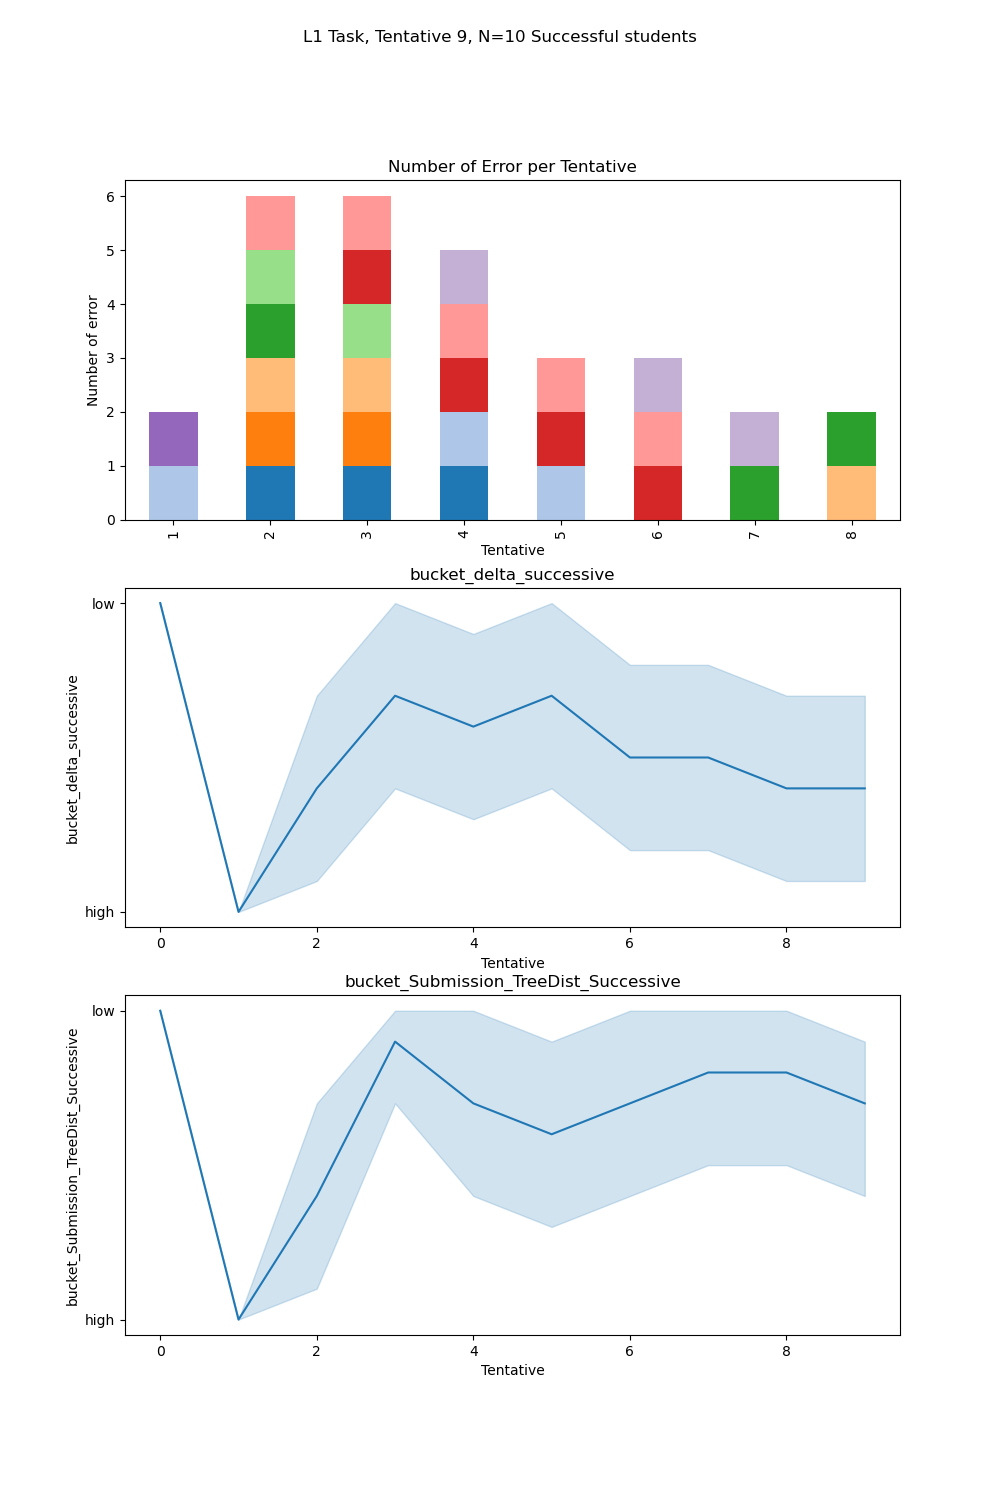 L1 Task, Tentative 9, N=10 Successful students
Number of Error per Tentative
Number of error
6
5
4
3
2
1
0
1 2 3 4 5 6 7 8
Tentative
bucket_delta_successive
bucket_delta_successive
low
high
0 2 4 6 8
Tentative
bucket_Submission_TreeDist_Successive
bucket_Submission_TreeDist_Successive
low
high
0 2 4 6 8
Tentative